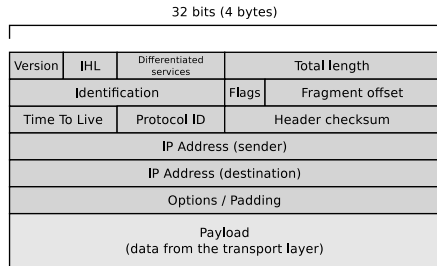 32 bits (4 bytes)
Version IHL Differentiated services Total length
Identification Flags Fragment offset
Time To Live Protocol ID Header checksum
IP Address (sender)
IP Address (destination)
Options / Padding
Payload
(data from the transport layer)